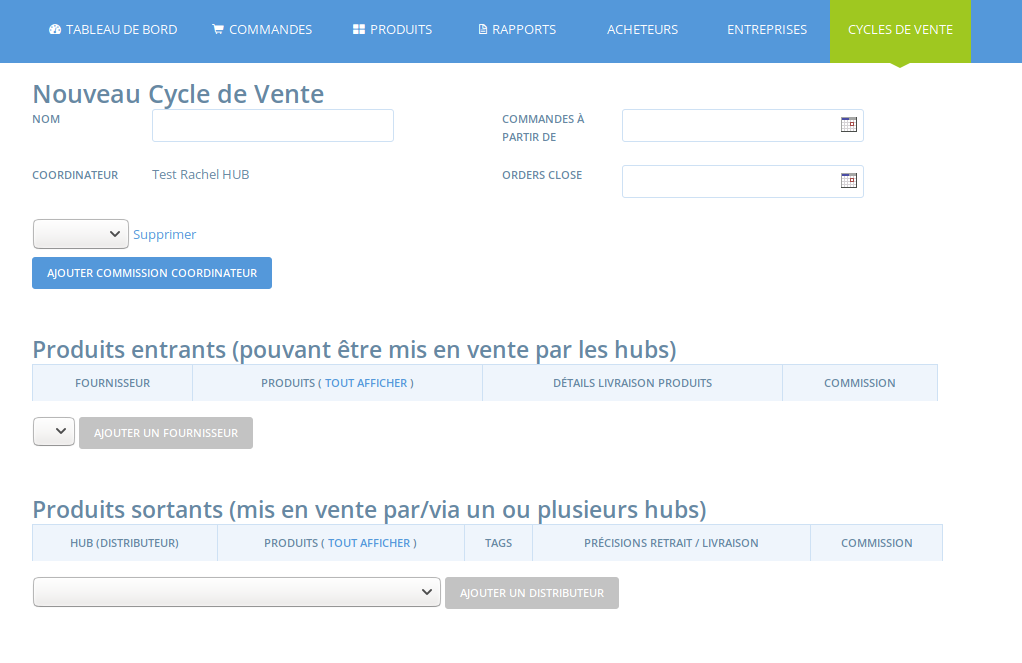 TABLEAU DE BORD COMMANDES PRODUITS RAPPORTS ACHETEURS ENTREPRISES CYCLES DE VENTE
Nouveau Cycle de Vente
NOM
COMMANDES À
PARTIR DE
COORDINATEUR Test Rachel HUB
ORDERS CLOSE
Supprimer
AJOUTER COMMISSION COORDINATEUR
Produits entrants (pouvant être mis en vente par les hubs)
FOURNISSEUR PRODUITS ( TOUT AFFICHER ) DÉTAILS LIVRAISON PRODUITS COMMISSION
AJOUTER UN FOURNISSEUR
Produits sortants (mis en vente par/via un ou plusieurs hubs)
HUB (DISTRIBUTEUR) PRODUITS ( TOUT AFFICHER ) TAGS PRÉCISIONS RETRAIT / LIVRAISON COMMISSION
AJOUTER UN DISTRIBUTEUR